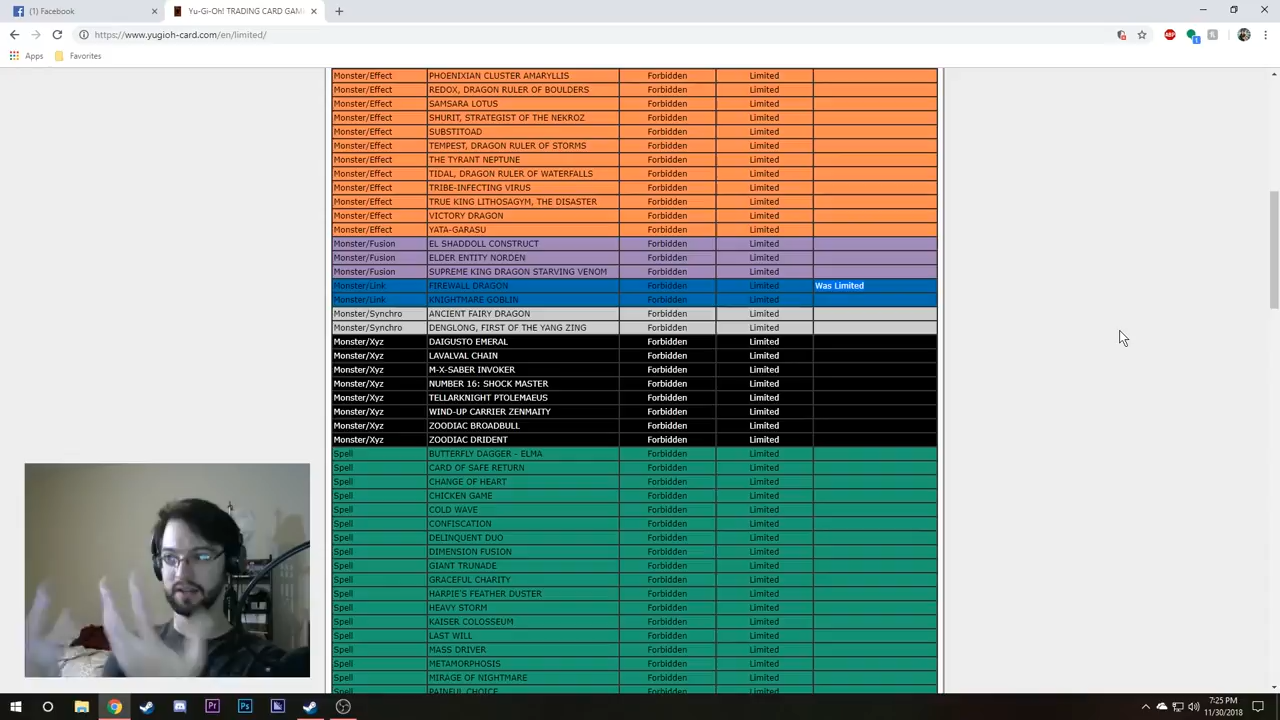 (1) Facebook
Yu-Gi-Oh! TRADING CARD GAM
https://www.yugioh-card.com/en/limited/
Apps
Favorites
Monster/Effect PHOENIXIAN CLUSTER AMARYLLIS Forbidden Limited
Monster/Effect REDOX, DRAGON RULER OF BOULDERS Forbidden Limited
Monster/Effect SAMSARA LOTUS Forbidden Limited
Monster/Effect SHURIT, STRATEGIST OF THE NEKROZ Forbidden Limited
Monster/Effect SUBSTITOAD Forbidden Limited
Monster/Effect TEMPEST, DRAGON RULER OF STORMS Forbidden Limited
Monster/Effect THE TYRANT NEPTUNE Forbidden Limited
Monster/Effect TIDAL, DRAGON RULER OF WATERFALLS Forbidden Limited
Monster/Effect TRIBE-INFECTING VIRUS Forbidden Limited
Monster/Effect TRUE KING LITHOSAGYM, THE DISASTER Forbidden Limited
Monster/Effect VICTORY DRAGON Forbidden Limited
Monster/Effect YATA-GARASU Forbidden Limited
Monster/Fusion EL SHADDOLL CONSTRUCT Forbidden Limited
Monster/Fusion ELDER ENTITY NORDEN Forbidden Limited
Monster/Fusion SUPREME KING DRAGON STARVING VENOM Forbidden Limited
Monster/Link FIREWALL DRAGON Forbidden Limited Was Limited
Monster/Link KNIGHTMARE GOBLIN Forbidden Limited
Monster/Synchro ANCIENT FAIRY DRAGON Forbidden Limited
Monster/Synchro DENGLONG, FIRST OF THE YANG ZING Forbidden Limited
Monster/Xyz DAIGUSTO EMERAL Forbidden Limited
Monster/Xyz LAVALVAL CHAIN Forbidden Limited
Monster/Xyz M-X-SABER INVOKER Forbidden Limited
Monster/Xyz NUMBER 16: SHOCK MASTER Forbidden Limited
Monster/Xyz TELLARKNIGHT PTOLEMAEUS Forbidden Limited
Monster/Xyz WIND-UP CARRIER ZENMAITY Forbidden Limited
Monster/Xyz ZOODIAC BROADBULL Forbidden Limited
Monster/Xyz ZOODIAC DRIDENT Forbidden Limited
Spell BUTTERFLY DAGGER - ELMA Forbidden Limited
Spell CARD OF SAFE RETURN Forbidden Limited
Spell CHANGE OF HEART Forbidden Limited
Spell CHICKEN GAME Forbidden Limited
Spell COLD WAVE Forbidden Limited
Spell CONFISCATION Forbidden Limited
Spell DELINQUENT DUO Forbidden Limited
Spell DIMENSION FUSION Forbidden Limited
Spell GIANT TRUNADE Forbidden Limited
Spell GRACEFUL CHARITY Forbidden Limited
Spell HARPIE'S FEATHER DUSTER Forbidden Limited
Spell HEAVY STORM Forbidden Limited
Spell KAISER COLOSSEUM Forbidden Limited
Spell LAST WILL Forbidden Limited
Spell MASS DRIVER Forbidden Limited
Spell METAMORPHOSIS Forbidden Limited
Spell MIRAGE OF NIGHTMARE Forbidden Limited
Spell PAINFUL CHOICE Forbidden Limited
7:25 PM
11/30/2018